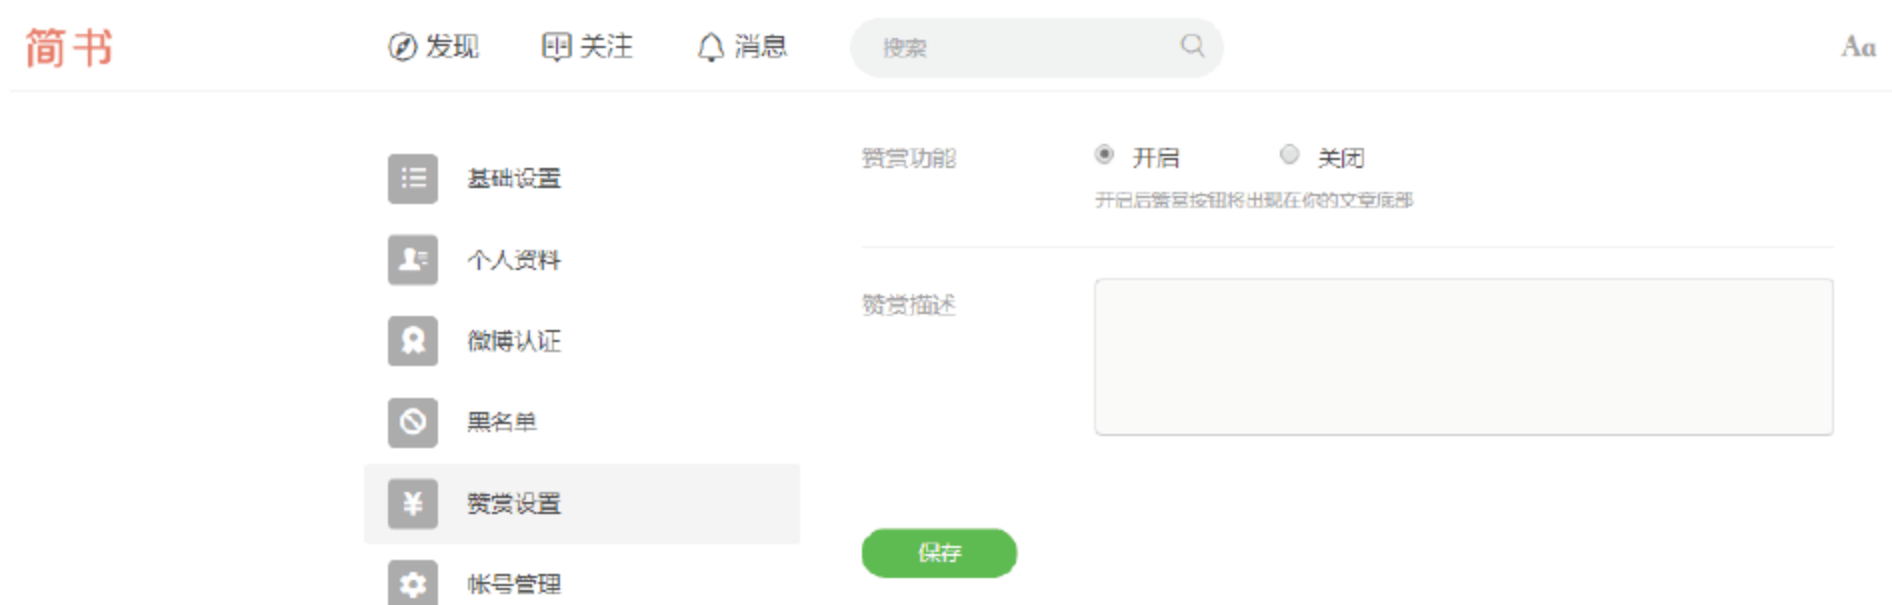 简书 发现 关注 消息 搜索 Aa
基础设置
个人资料
微博认证
黑名单
¥ 赞赏设置
帐号管理
赞赏功能 开启 关闭
开启后赞赏按钮将出现在你的文章底部
赞赏描述
保存